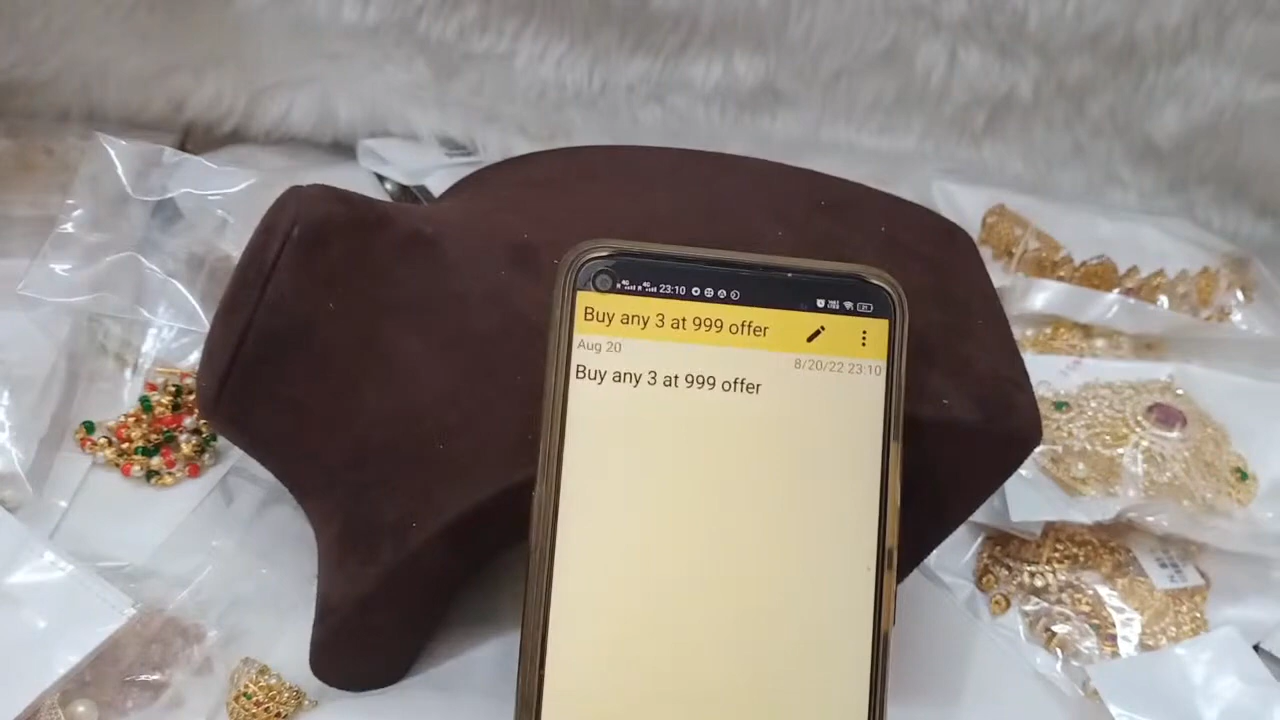 23:10
Buy any 3 at 999 offer
Aug 20
8/20/22 23:10
Buy any 3 at 999 offer